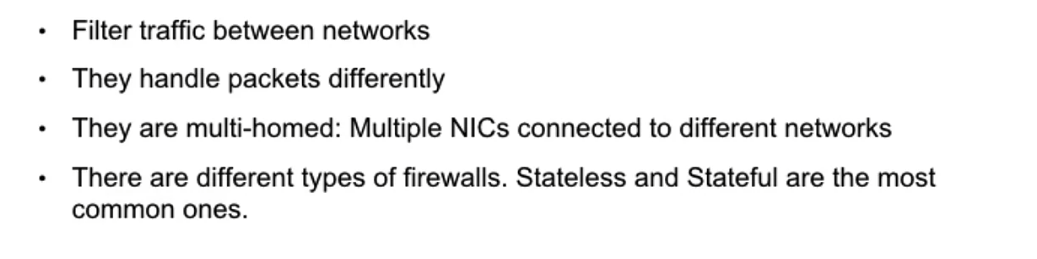 • Filter traffic between networks
• They handle packets differently
• They are multi-homed: Multiple NICs connected to different networks
• There are different types of firewalls. Stateless and Stateful are the most
common ones.